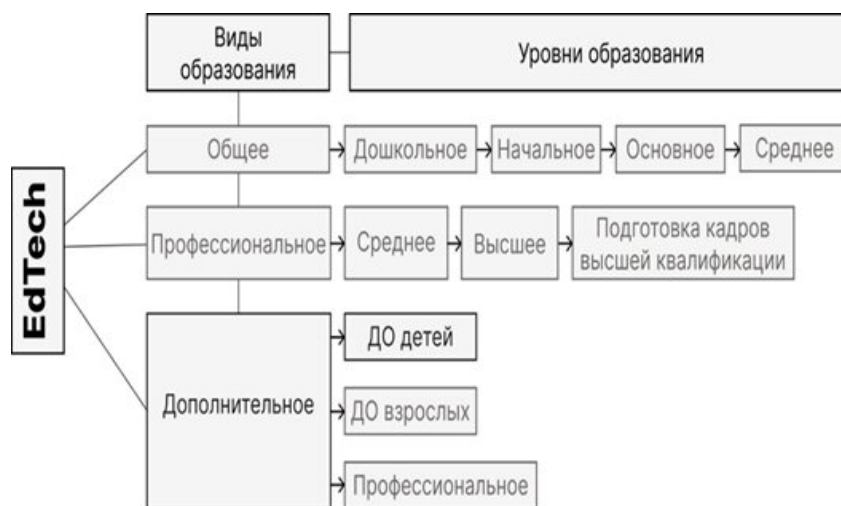 Виды
образования
Уровни образования
Общее
Дошкольное
Начальное
Основное
Среднее
EdTech
Профессиональное
Среднее
Высшее
Подготовка кадров
высшей квалификации
Дополнительное
ДО детей
ДО взрослых
Профессиональное